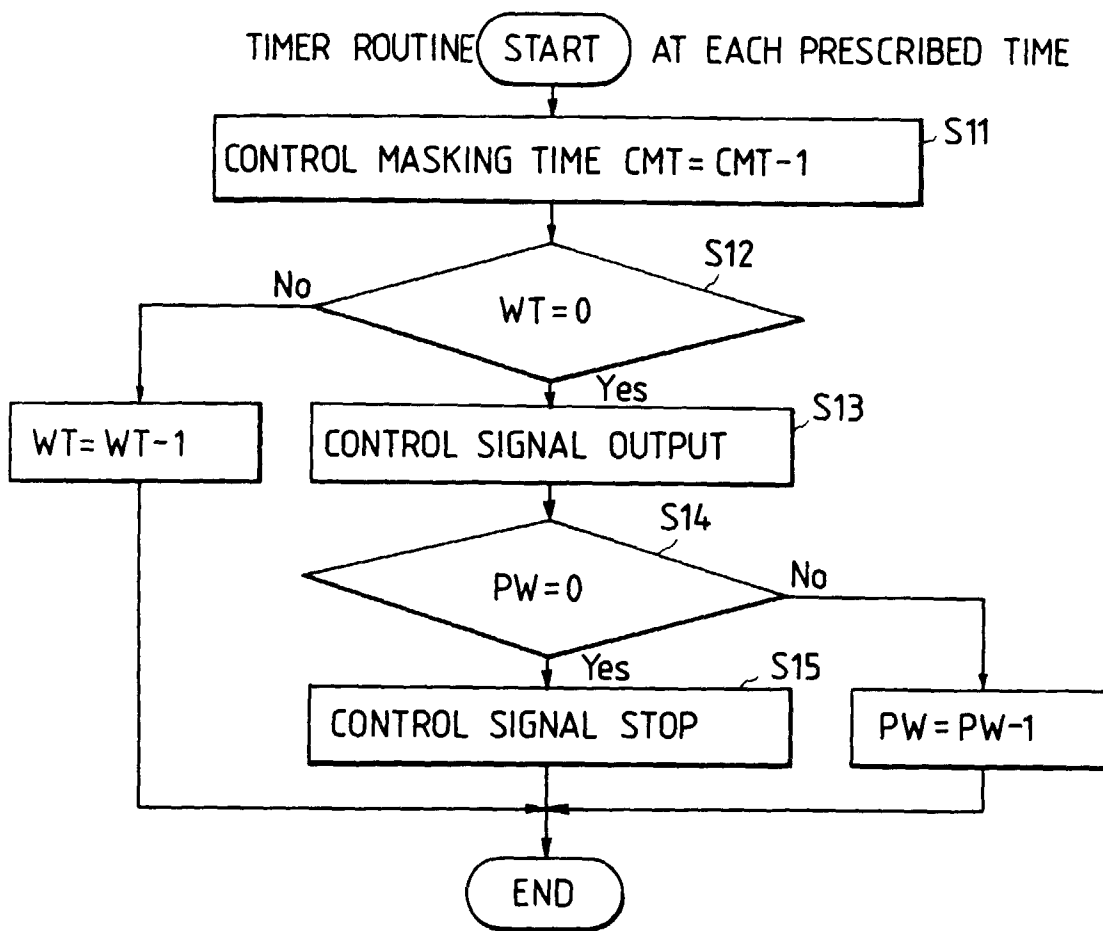 TIMER ROUTINE START AT EACH PRESCRIBED TIME
S11
CONTROL MASKING TIME CMT=CMT-1
S12
No
WT=0
Yes
S13
WT=WT-1
CONTROL SIGNAL OUTPUT
S14
PW=0
No
Yes
S15
CONTROL SIGNAL STOP
PW=PW-1
END